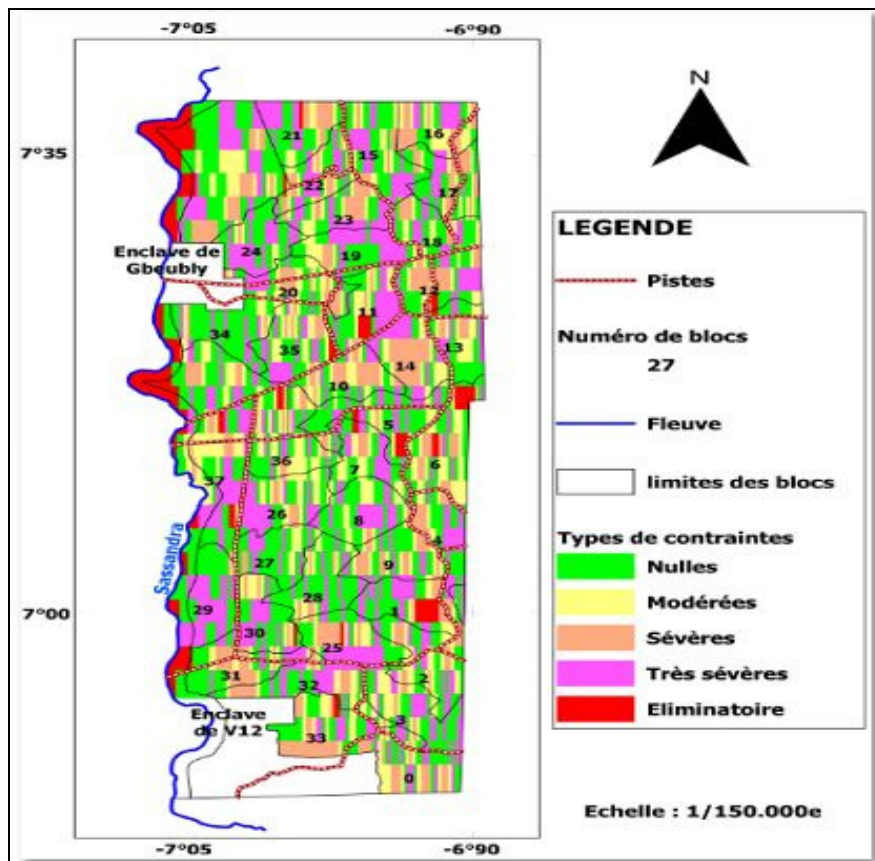 -7°05
-6°90
N
7°35
21
16
15
22
17
23
24
18
19
Enclave de
Gbeubly
20
12
11
34
35
13
14
10
5
36
7
6
37
26
8
4
27
9
Sassandra
28
7°00
29
1
30
25
31
32
2
Enclave
de V12
33
3
0
-7°05
-6°90
LEGENDE
Pistes
Numéro de blocs
27
Fleuve
limites des blocs
Types de contraintes
Nulles
Modérées
Sévères
Très sévères
Eliminatoire
Echelle : 1/150.000e